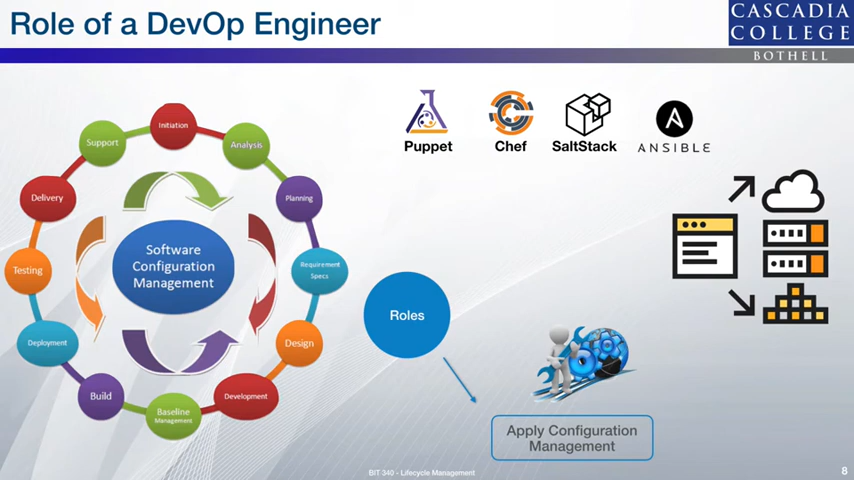 Role of a DevOp Engineer
CASCADIA
COLLEGE
BOTHELL
Puppet
Chef
SaltStack
ANSIBLE
Initiation
Analysis
Planning
Requirement
Specs
Design
Development
Baseline
Management
Build
Deployment
Testing
Delivery
Support
Software
Configuration
Management
Roles
Apply Configuration
Management
BIT 340 - Lifecycle Management
8